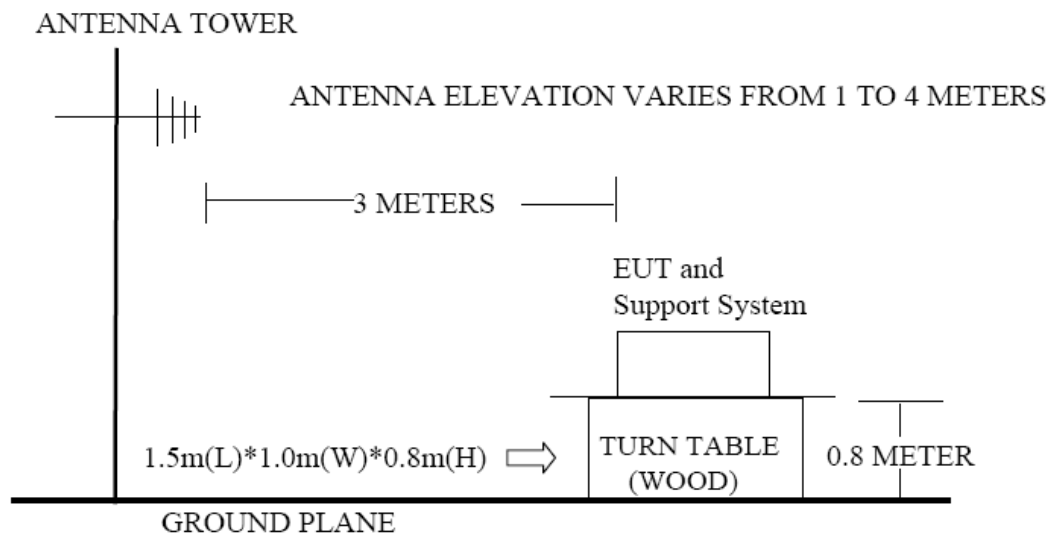 ANTENNA TOWER
ANTENNA ELEVATION VARIES FROM 1 TO 4 METERS
3 METERS
EUT and
Support System
1.5m(L)*1.0m(W)*0.8m(H)
TURN TABLE
(WOOD)
0.8 METER
GROUND PLANE